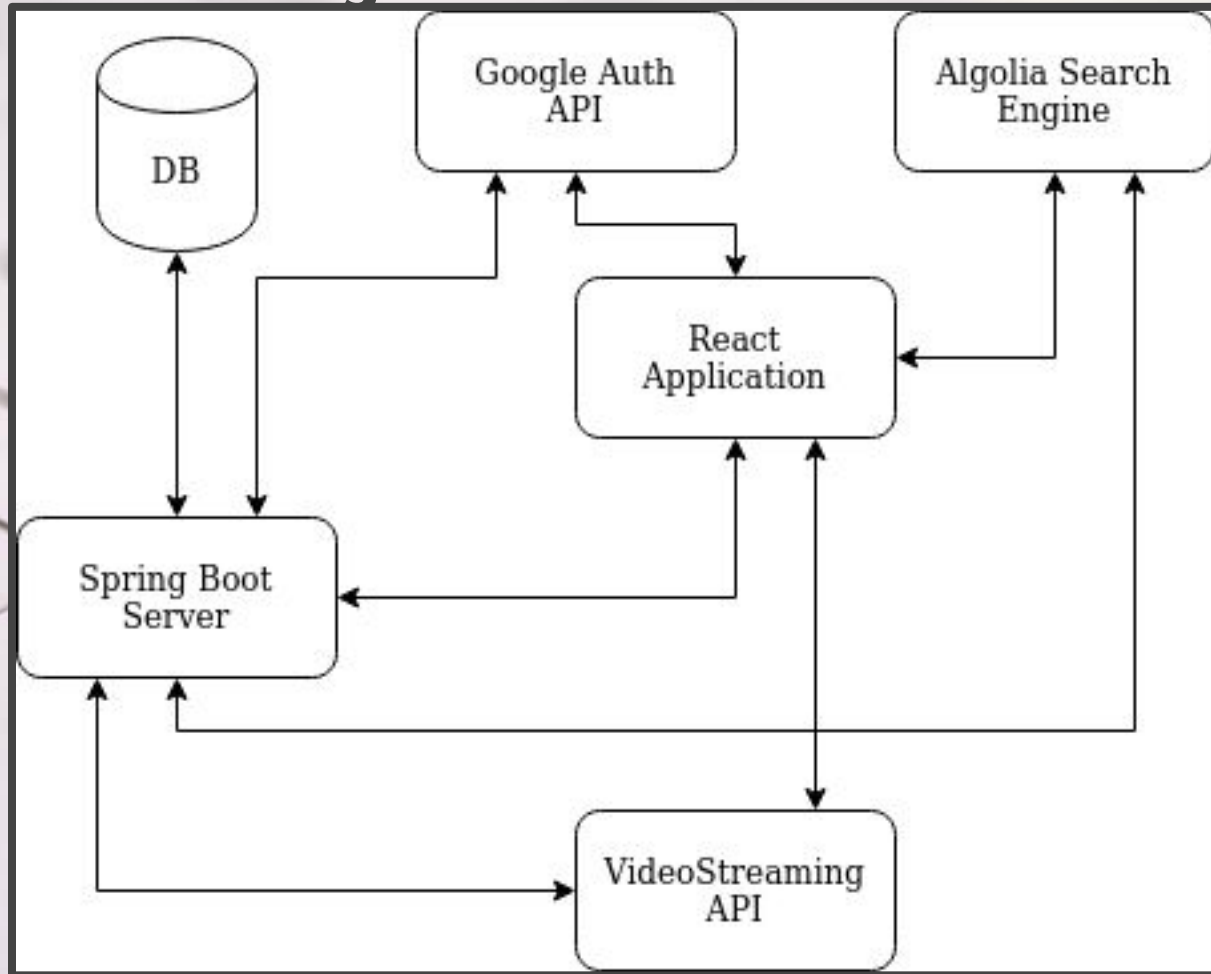 Google Auth
API
Algolia Search
Engine
DB
React
Application
Spring Boot
Server
VideoStreaming
API